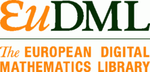 EuDML
The EUROPEAN DIGITAL
MATHEMATICS LIBRARY